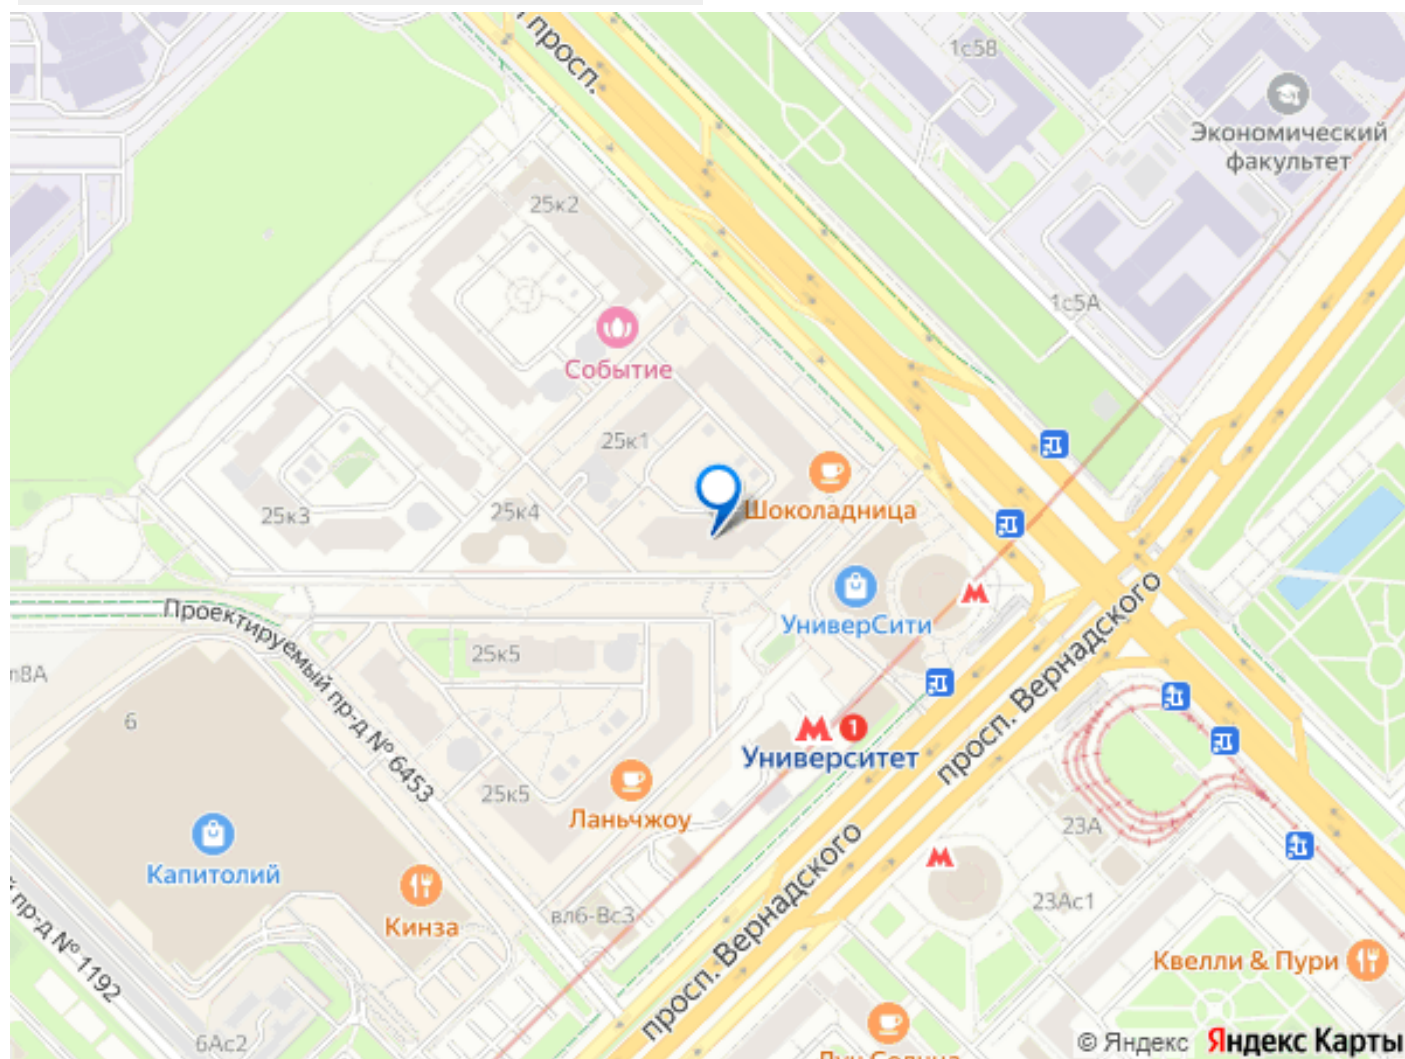 й просп.
1с58
Экономический
факультет
25к2
1с5А
Событие
25к1
Шоколадница
25к3
25к4
УниверСити
Проектируемый пр-д № 6453
25к5
просп. Вернадского
6
М 1
Университет
25к5
Ланьчжоу
23А
Капитолий
Кинза
вл6-Вс3
просп. Вернадского
23Ас1
й пр-д № 1192
Квелли & Пури
6Ас2
© Яндекс Яндекс Карты